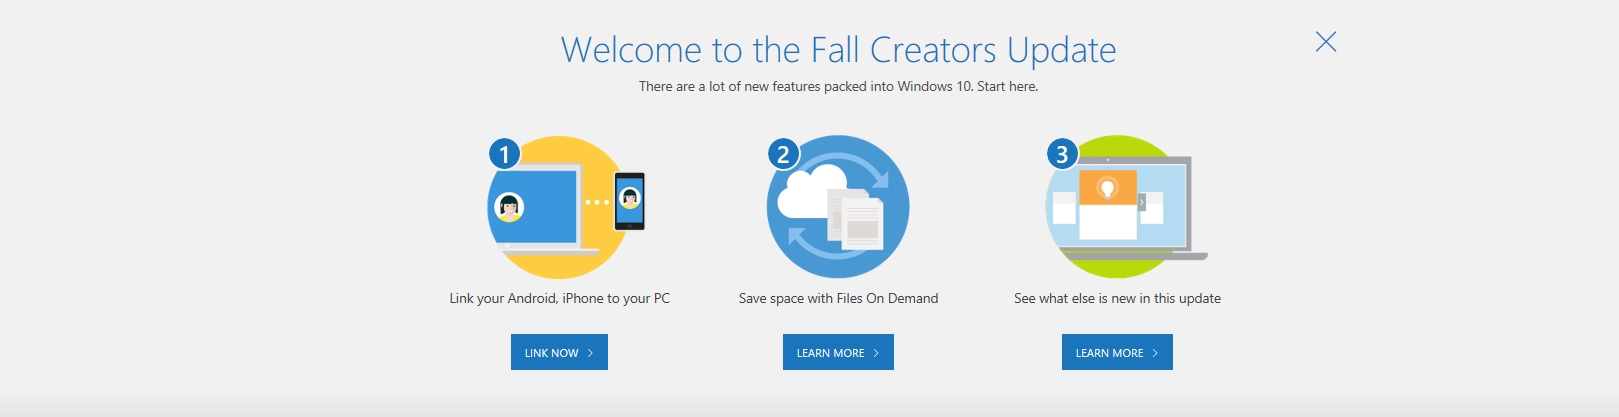 Welcome to the Fall Creators Update
There are a lot of new features packed into Windows 10. Start here.
1
2
3
Link your Android, iPhone to your PC
Save space with Files On Demand
See what else is new in this update
LINK NOW
LEARN MORE
LEARN MORE